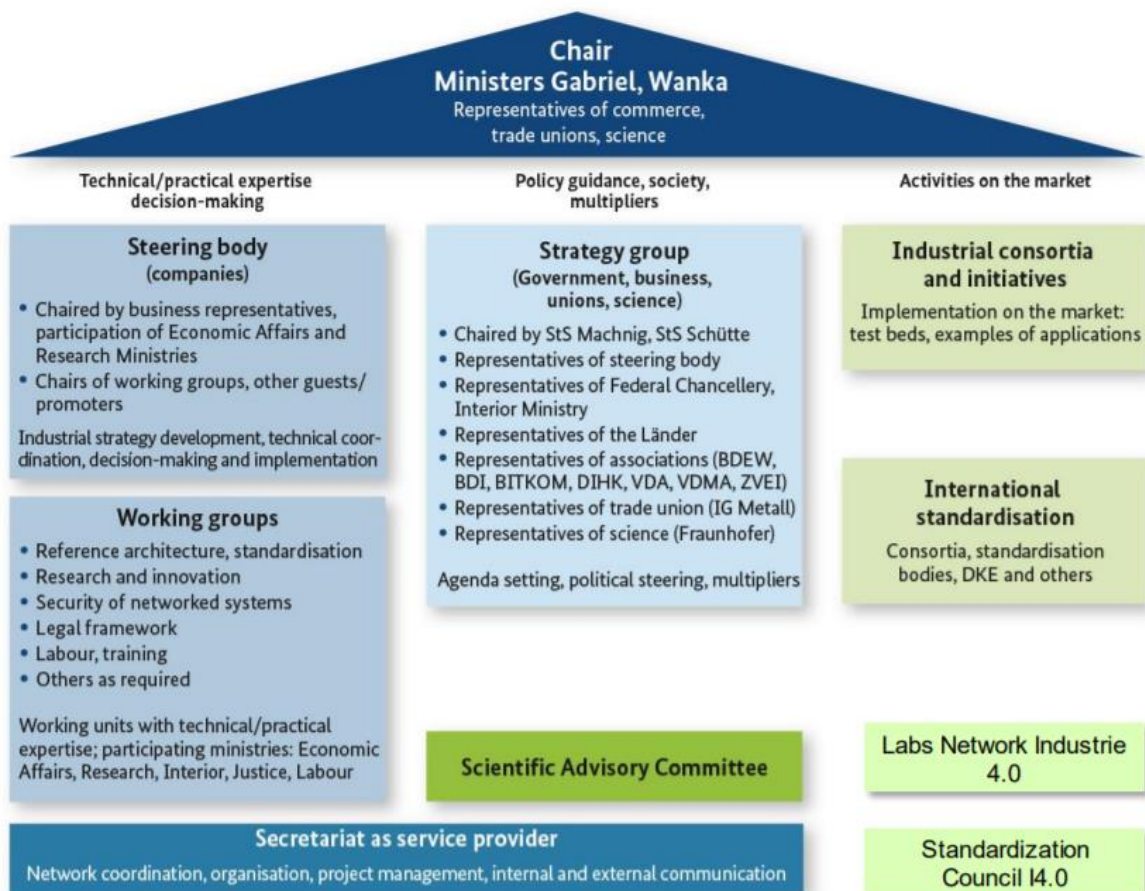 Chair
Ministers Gabriel, Wanka
Representatives of commerce,
trade unions, science
Technical/practical expertise
decision-making
Steering body
(companies)
• Chaired by business representatives,
participation of Economic Affairs and
Research Ministries
• Chairs of working groups, other guests/
promoters
Industrial strategy development, technical coor-
dination, decision-making and implementation
Working groups
• Reference architecture, standardisation
• Research and innovation
• Security of networked systems
• Legal framework
• Labour, training
• Others as required
Working units with technical/practical
expertise; participating ministries: Economic
Affairs, Research, Interior, Justice, Labour
Policy guidance, society,
multipliers
Strategy group
(Government, business,
unions, science)
• Chaired by StS Machnig, StS Schütte
• Representatives of steering body
• Representatives of Federal Chancellery,
Interior Ministry
• Representatives of the Länder
• Representatives of associations (BDEW,
BDI, BITKOM, DIHK, VDA, VDMA, ZVEI)
• Representatives of trade union (IG Metall)
• Representatives of science (Fraunhofer)
Agenda setting, political steering, multipliers
Scientific Advisory Committee
Secretariat as service provider
Network coordination, organisation, project management, internal and external communication
Activities on the market
Industrial consortia
and initiatives
Implementation on the market:
test beds, examples of applications
International
standardisation
Consortia, standardisation
bodies, DKE and others
Labs Network Industrie
4.0
Standardization
Council I4.0